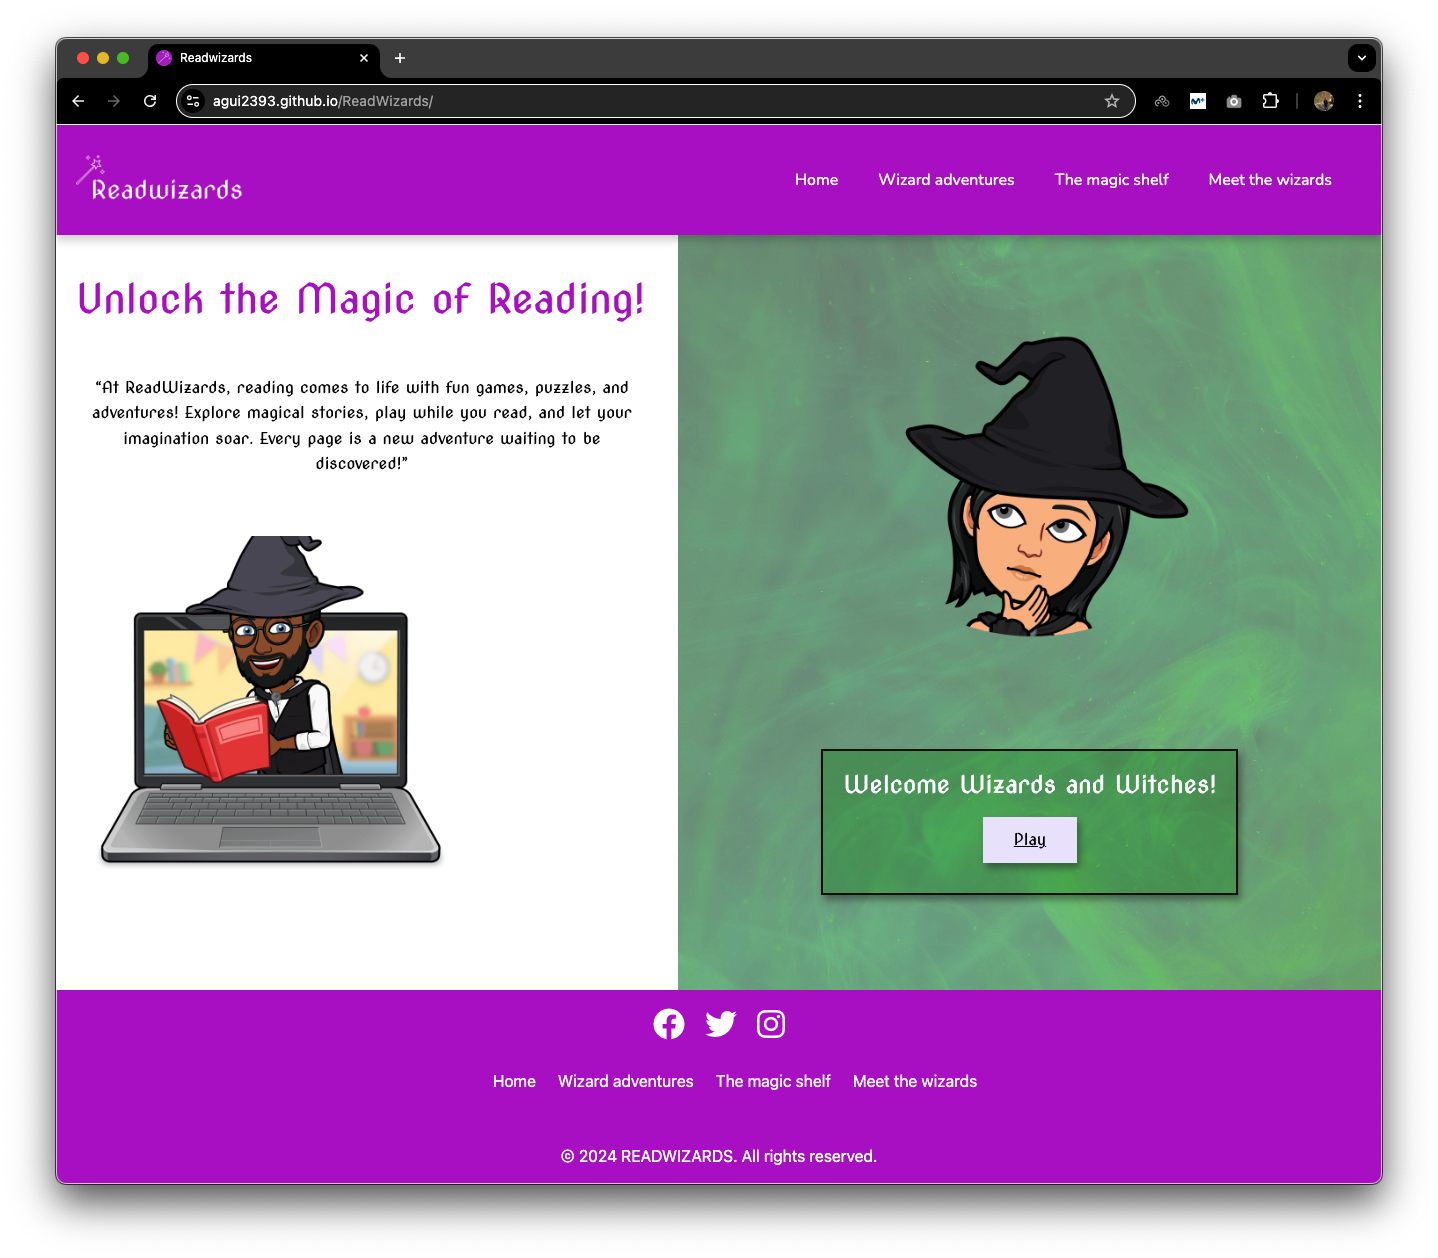 Readwizards
agui2393.github.io/ReadWizards/
M+
Readwizards
Home Wizard adventures The magic shelf Meet the wizards
Unlock the Magic of Reading!
“At ReadWizards, reading comes to life with fun games, puzzles, and
adventures! Explore magical stories, play while you read, and let your
imagination soar. Every page is a new adventure waiting to be
discovered!”
Welcome Wizards and Witches!
Play
Home Wizard adventures The magic shelf Meet the wizards
© 2024 READWIZARDS. All rights reserved.